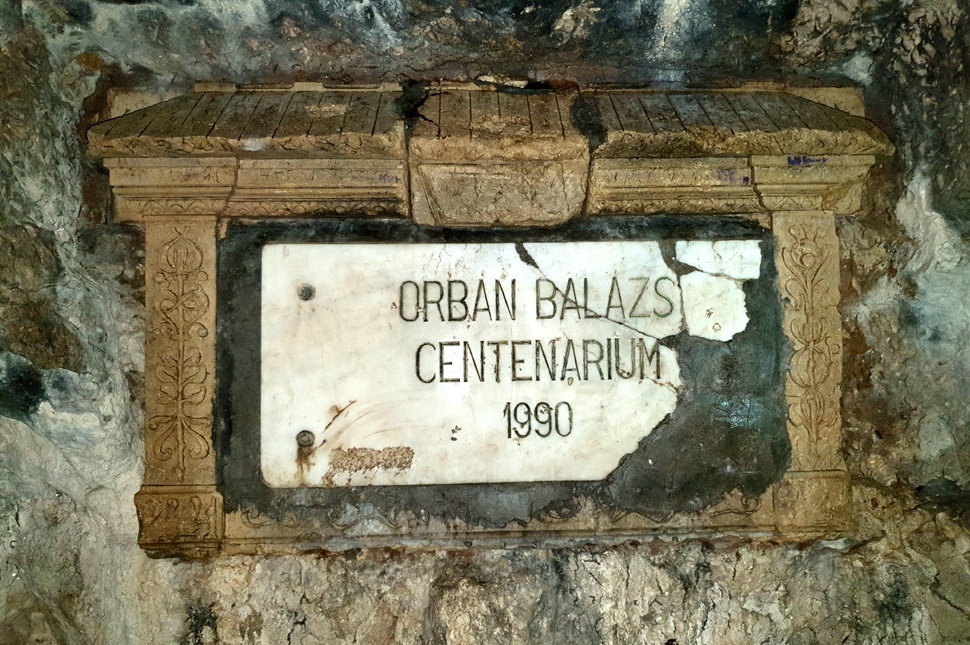 ORBAN BALAZS
CENTENARIUM
1990